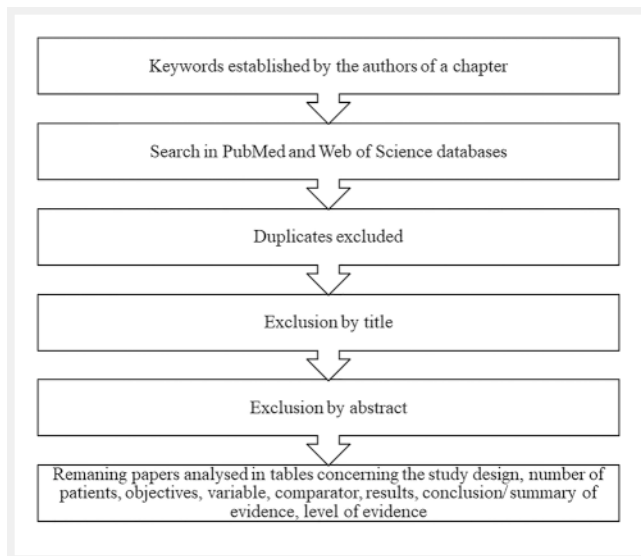 Keywords established by the authors of a chapter
Search in PubMed and Web of Science databases
Duplicates excluded
Exclusion by title
Exclusion by abstract
Remaning papers analysed in tables concerning the study design, number of
patients, objectives, variable, comparator, results, conclusion/ summary of
evidence, level of evidence